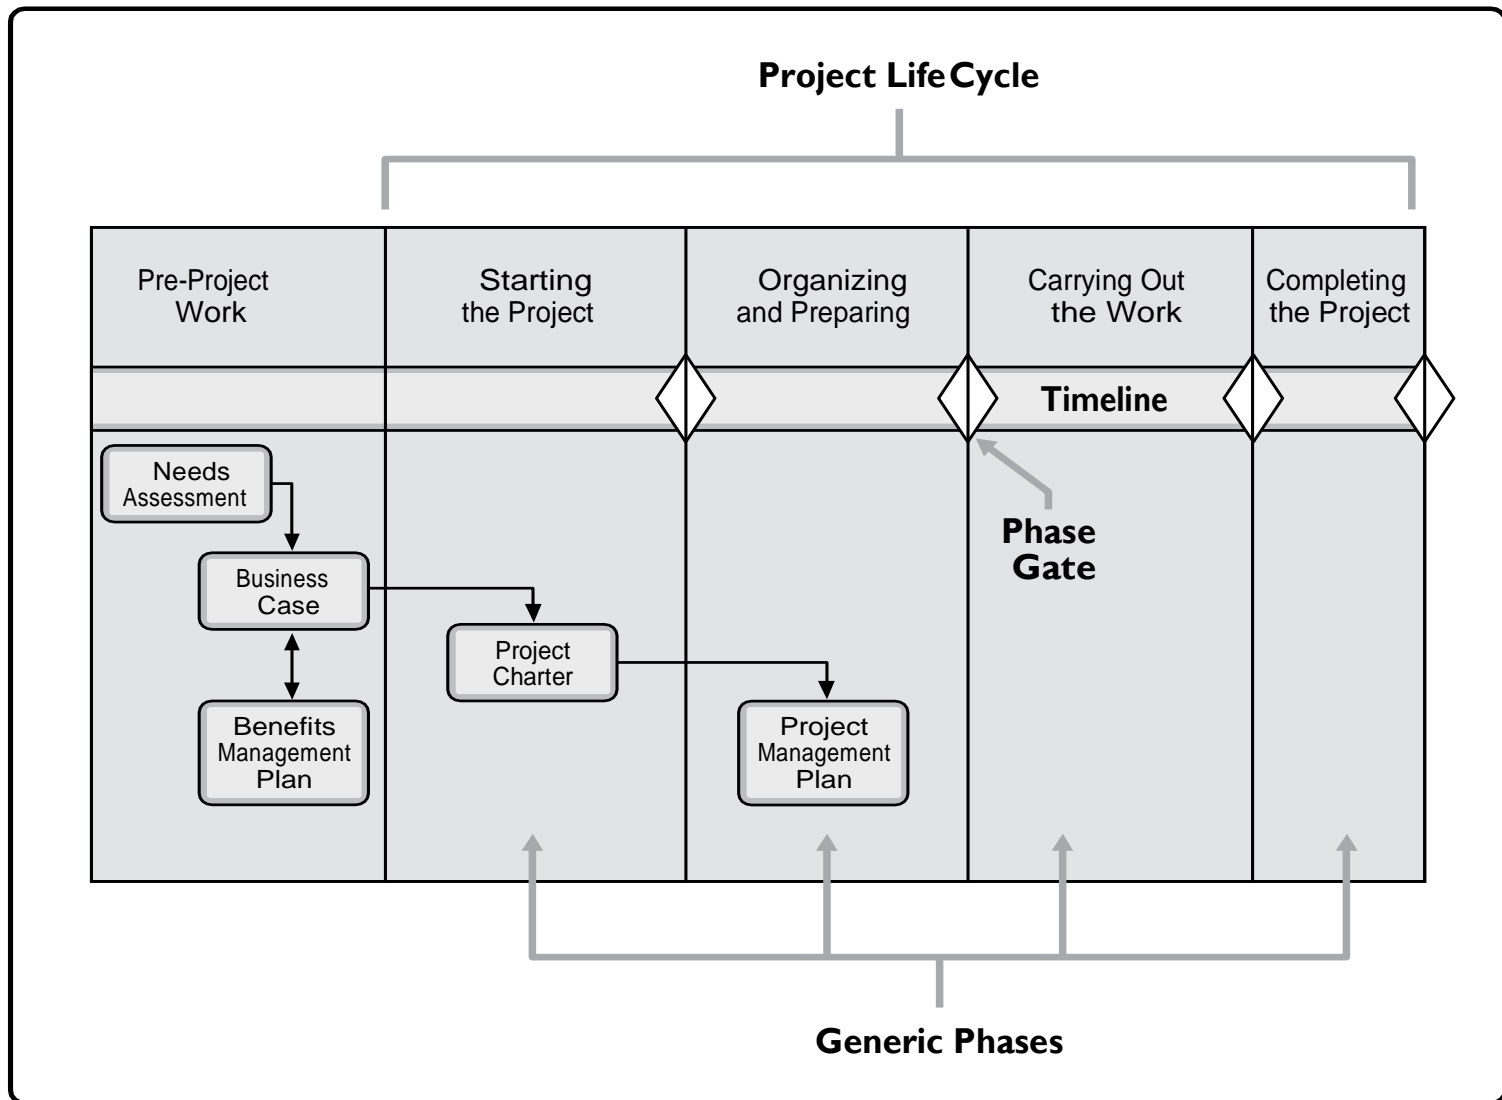 Project Life Cycle
Pre-Project
Work
Starting
the Project
Organizing
and Preparing
Carrying Out
the Work
Completing
the Project
Timeline
Needs
Assessment
Phase
Gate
Business
Case
Project
Charter
Benefits
Management
Plan
Project
Management
Plan
Generic Phases